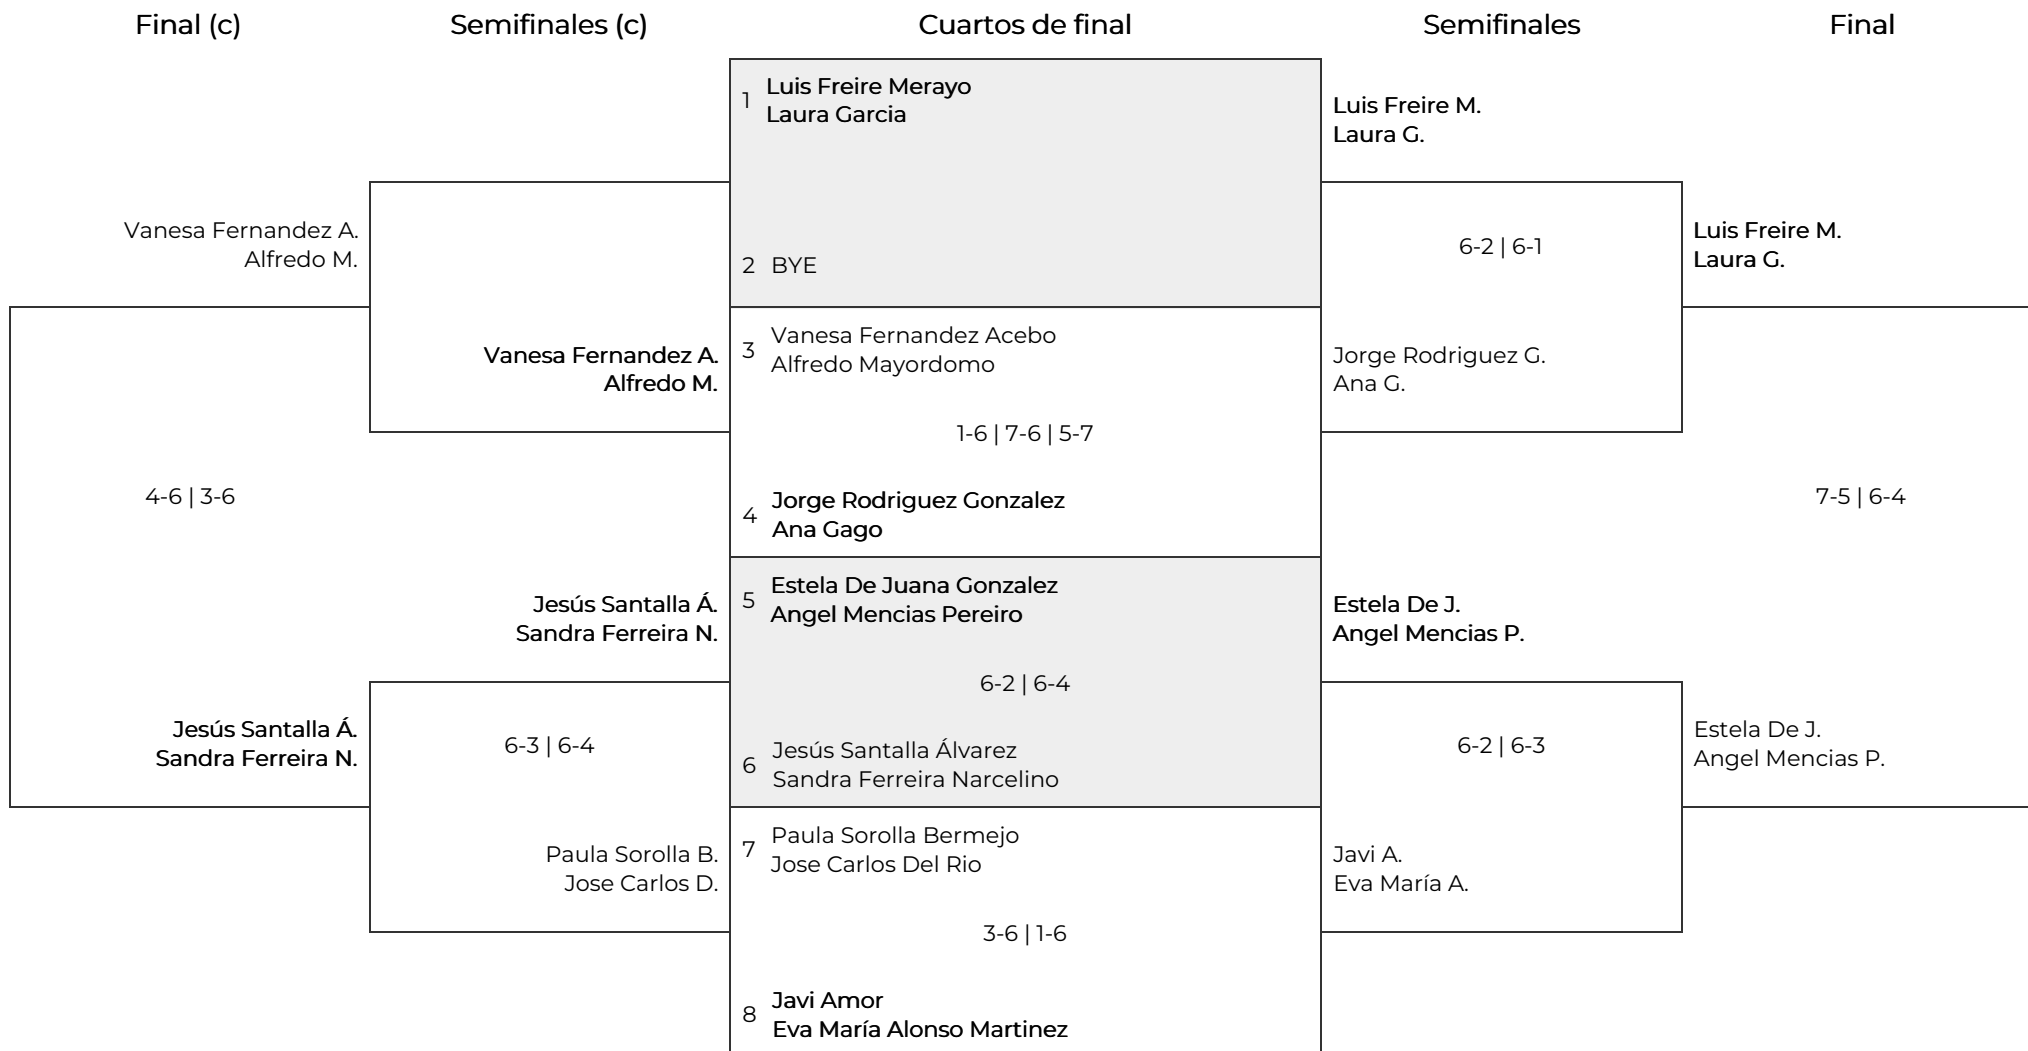 Final (c)
Semifinales (c)
Cuartos de final
Semifinales
Final
Vanesa Fernandez A.
Alfredo M.
4-6 | 3-6
Jesús Santalla Á.
Sandra Ferreira N.
Vanesa Fernandez A.
Alfredo M.
Jesús Santalla Á.
Sandra Ferreira N.
6-3 | 6-4
Paula Sorolla B.
Jose Carlos D.
1
Luis Freire Merayo
Laura Garcia
2 BYE
3
Vanesa Fernandez Acebo
Alfredo Mayordomo
1-6 | 7-6 | 5-7
4
Jorge Rodriguez Gonzalez
Ana Gago
5
Estela De Juana Gonzalez
Angel Mencias Pereiro
6-2 | 6-4
6
Jesús Santalla Álvarez
Sandra Ferreira Narcelino
7
Paula Sorolla Bermejo
Jose Carlos Del Rio
3-6 | 1-6
8
Javi Amor
Eva María Alonso Martinez
Luis Freire M.
Laura G.
6-2 | 6-1
Jorge Rodriguez G.
Ana G.
Estela De J.
Angel Mencias P.
6-2 | 6-3
Javi A.
Eva María A.
Luis Freire M.
Laura G.
7-5 | 6-4
Estela De J.
Angel Mencias P.